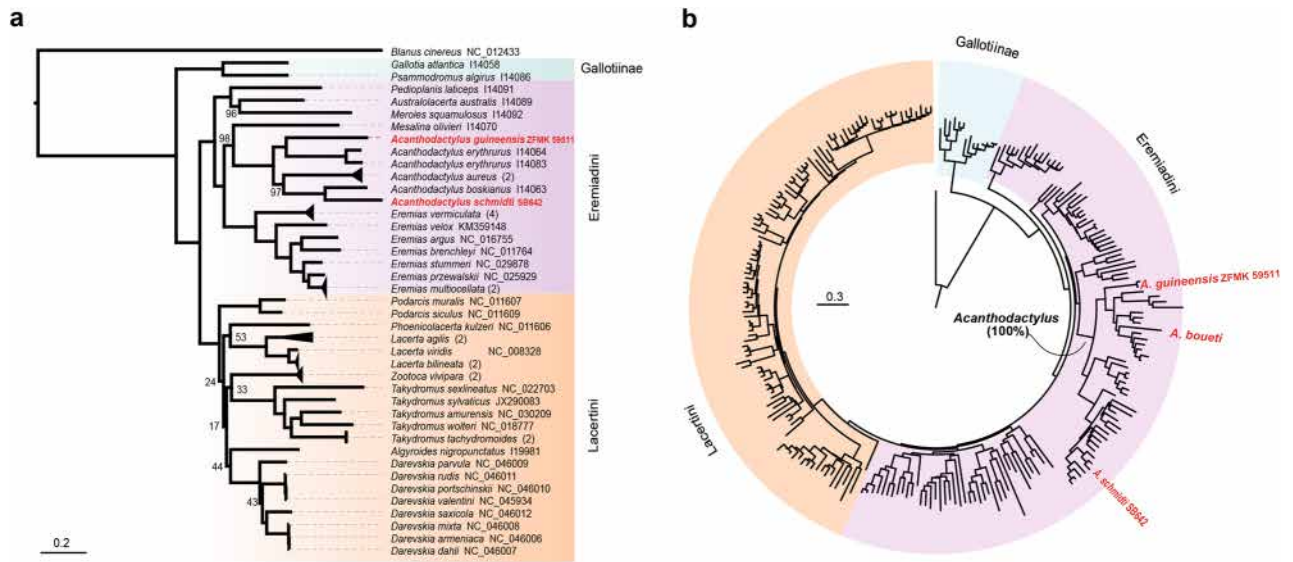 a
Blanus cinereus NC_012433
Gallotia atlantica I14058
Psammodromus algirus I14086
Gallotiinae
Pedioplanis laticeps I14091
Australolacerta australis I14089
96
Meroles squamulosus I14092
Mesalina olivieri I14070
98
Acanthodactylus guineensis ZFMK 59511
Acanthodactylus erythrurus I14064
Acanthodactylus erythrurus I14083
Acanthodactylus aureus (2)
97
Acanthodactylus boskianus I14063
Acanthodactylus schmidti SB642
Eremias vermiculata (4)
Eremias velox KM359148
Eremias argus NC_016755
Eremias brenchleyi NC_011764
Eremias stummeri NC_029878
Eremias przewalskii NC_025929
Eremias multiocellata (2)
Eremiadini
Podarcis muralis NC_011607
Podarcis siculus NC_011609
Phoenicolacerta kulzeri NC_011606
53
Lacerta agilis (2)
Lacerta viridis NC_008328
Lacerta bilineata (2)
Zootoca vivipara (2)
24
33
Takydromus sexlineatus NC_022703
Takydromus sylvaticus JX290083
Takydromus amurensis NC_030209
17
Takydromus wolteri NC_018777
Takydromus tachydromoides (2)
Algyroides nigropunctatus I19981
44
Darevskia parvula NC_046009
Darevskia rudis NC_046011
Darevskia portschinskii NC_046010
Darevskia valentini NC_045934
43
Darevskia saxicola NC_046012
Darevskia mixta NC_046008
Darevskia armeniaca NC_046006
Darevskia dahli NC_046007
Lacertini
0.2
b
Gallotiinae
Eremiadini
A. guineensis ZFMK 59511
0.3
Acanthodactylus
(100%)
A. boueti
A. schmidti SB642
Lacertini